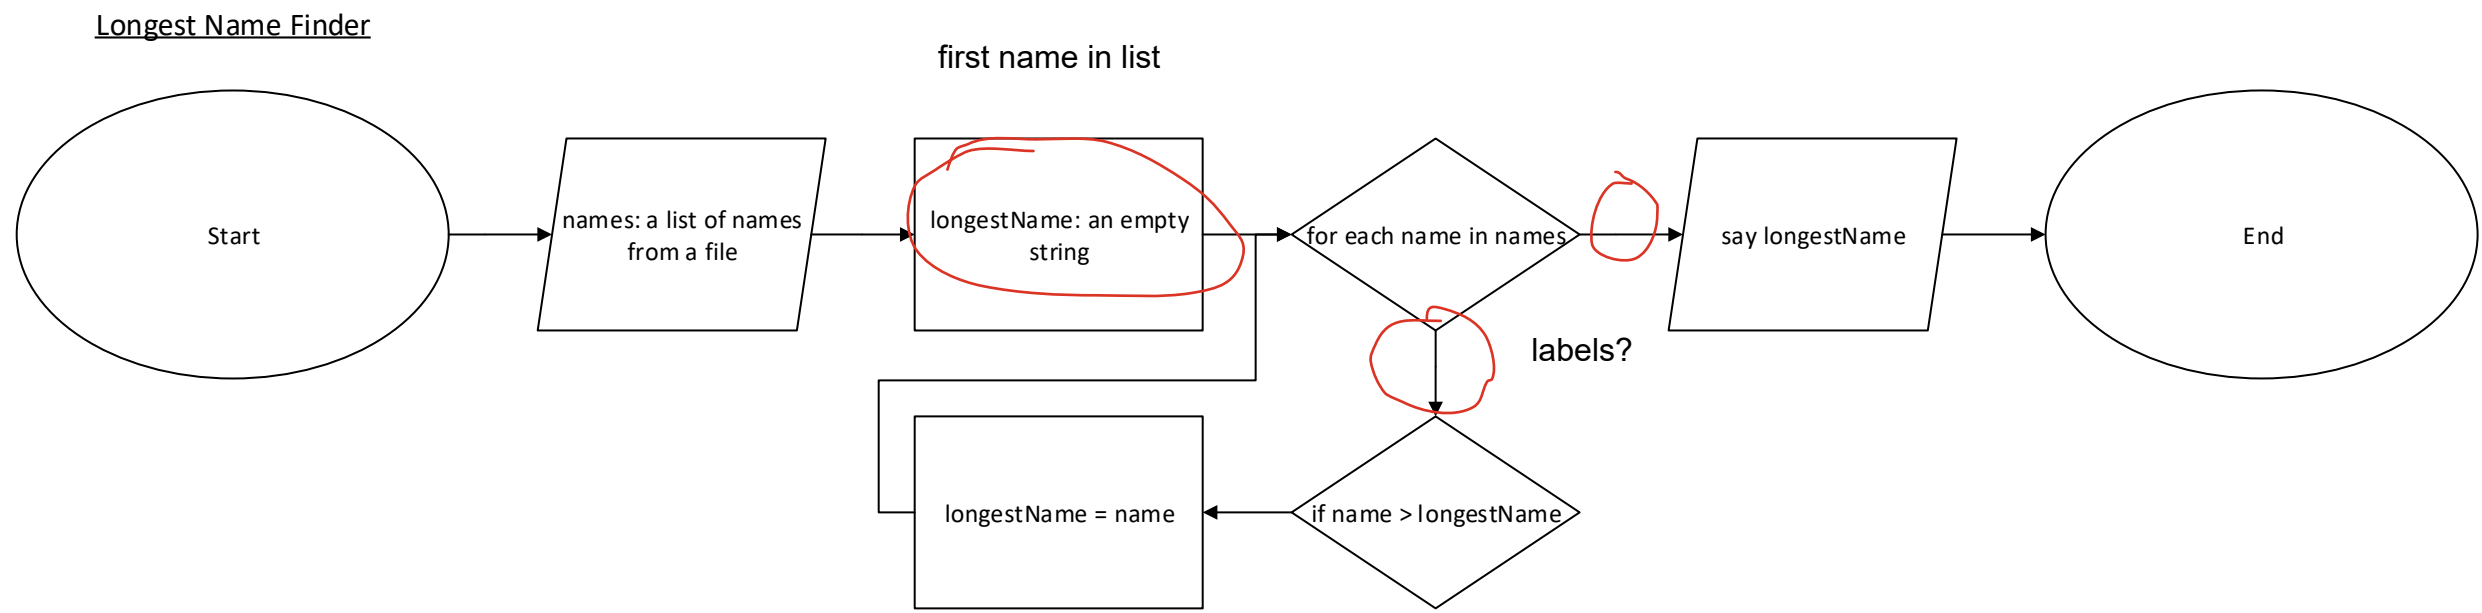 Longest Name Finder
first name in list
Start
names: a list of names
from a file
longestName: an empty
string
for each name in names
say longestName
End
labels?
longestName = name
if name > longestName